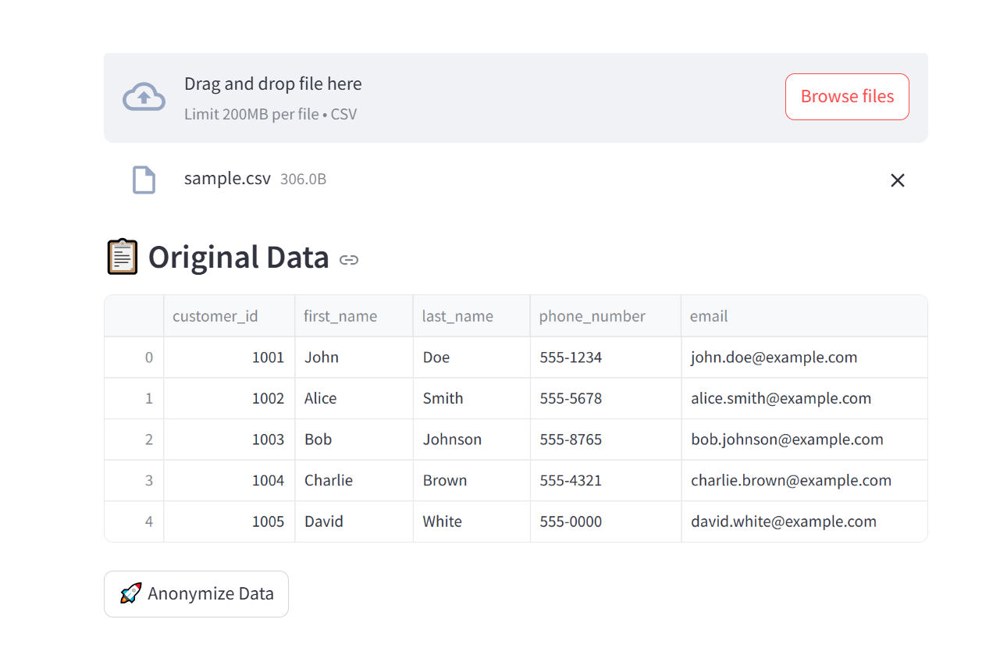 Drag and drop file here
Limit 200MB per file • CSV
Browse files
sample.csv 306.0B
Original Data
customer_id first_name last_name phone_number email
0 1001 John Doe 555-1234 john.doe@example.com
1 1002 Alice Smith 555-5678 alice.smith@example.com
2 1003 Bob Johnson 555-8765 bob.johnson@example.com
3 1004 Charlie Brown 555-4321 charlie.brown@example.com
4 1005 David White 555-0000 david.white@example.com
Anonymize Data